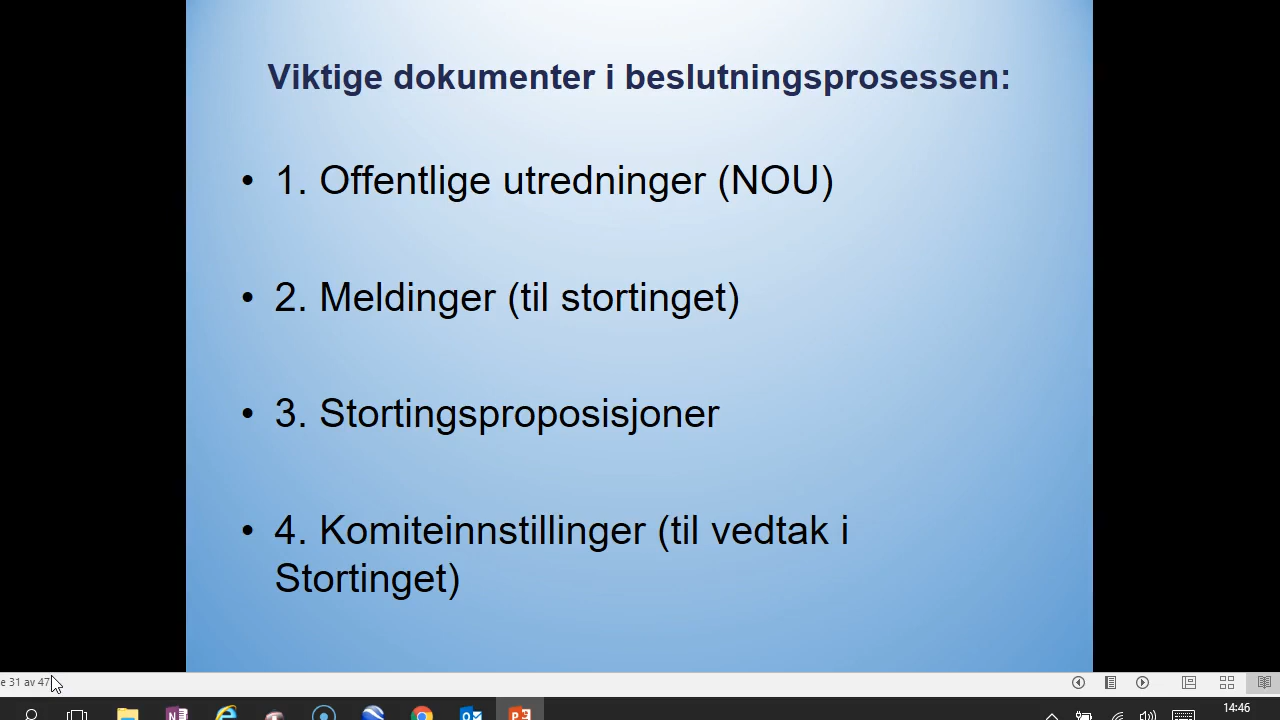 Viktige dokumenter i beslutningsprosessen:
• 1. Offentlige utredninger (NOU)
• 2. Meldinger (til stortinget)
• 3. Stortingsproposisjoner
• 4. Komiteinnstillinger (til vedtak i
Stortinget)
e 31 av 47
14:46